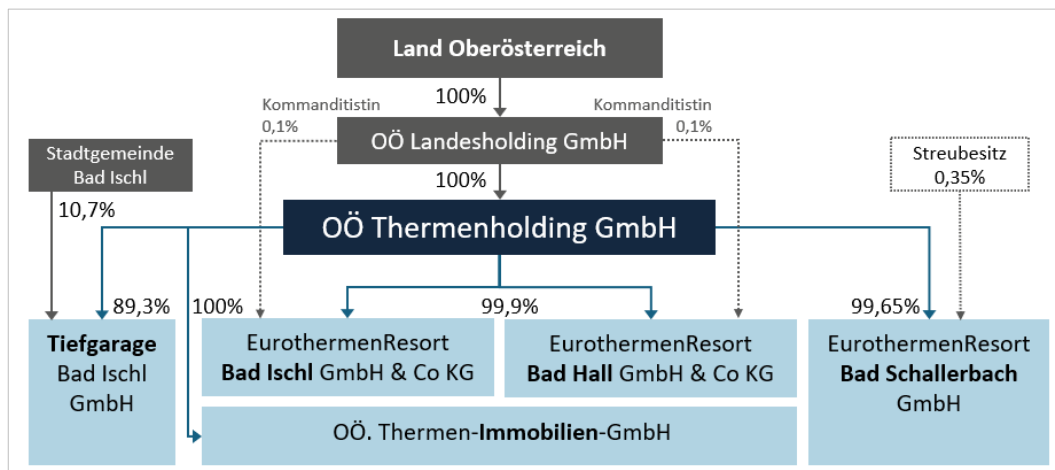 Land Oberösterreich
100%
Kommanditistin
0,1%
Kommanditistin
0,1%
OÖ Landesholding GmbH
Stadtgemeinde
Bad Ischl
Streubesitz
0,35%
100%
10,7%
OÖ Thermenholding GmbH
89,3%
100%
99,9%
99,65%
Tiefgarage
Bad Ischl
GmbH
EurothermenResort
Bad Ischl GmbH & Co KG
EurothermenResort
Bad Hall GmbH & Co KG
EurothermenResort
Bad Schallerbach
GmbH
OÖ. Thermen-Immobilien-GmbH